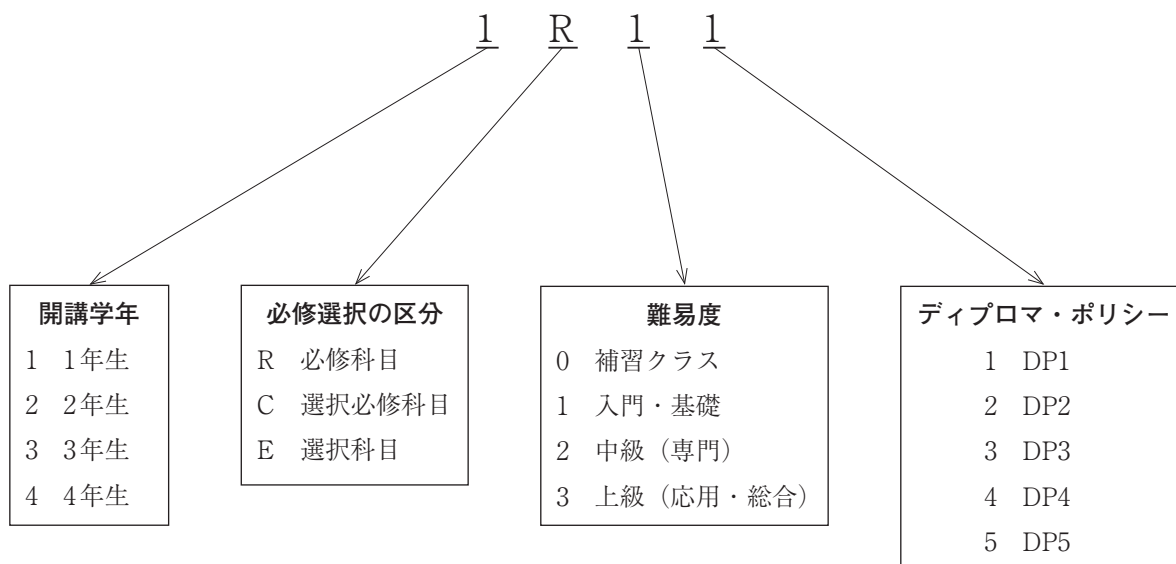 1 R 1 1
開講学年
1 1年生
2 2年生
3 3年生
4 4年生
必修選択の区分
R 必修科目
C 選択必修科目
E 選択科目
難易度
0 補習クラス
1 入門・基礎
2 中級（専門）
3 上級（応用・総合）
ディプロマ・ポリシー
1 DP1
2 DP2
3 DP3
4 DP4
5 DP5